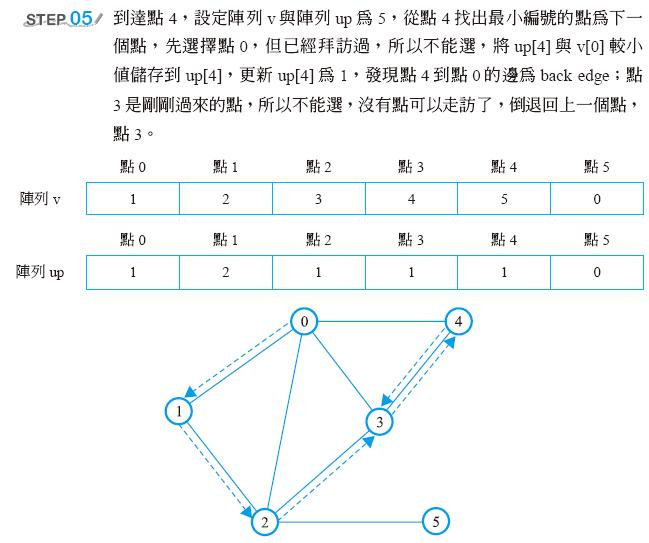 STEP 05 到達點 4，設定陣列 v 與陣列 up 為 5，從點 4 找出最小編號的點為下一
個點，先選擇點 0，但已經拜訪過，所以不能選，將 up[4] 與 v[0] 較小
值儲存到 up[4]，更新 up[4] 為 1，發現點 4 到點 0 的邊為 back edge；點
3 是剛剛過來的點，所以不能選，沒有點可以走訪了，倒退回上一個點，
點 3。
點 0 點 1 點 2 點 3 點 4 點 5
陣列 v 1 2 3 4 5 0
點 0 點 1 點 2 點 3 點 4 點 5
陣列 up 1 2 1 1 1 0
0 4
1
3
2 5